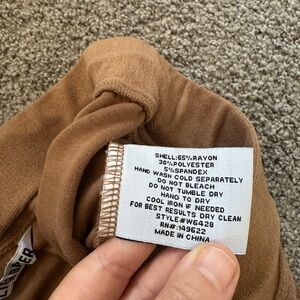 SHELL:65%RAYON
30%POLYESTER
5%SPANDEX
HAND WASH COLD SEPARATELY
DO NOT BLEACH
DO NOT TUMBLE DRY
HANG TO DRY
COOL IRON IF NEEDED
FOR BEST RESULTS DRY CLEAN
STYLE#W6428
RN#:149622
MADE IN CHINA